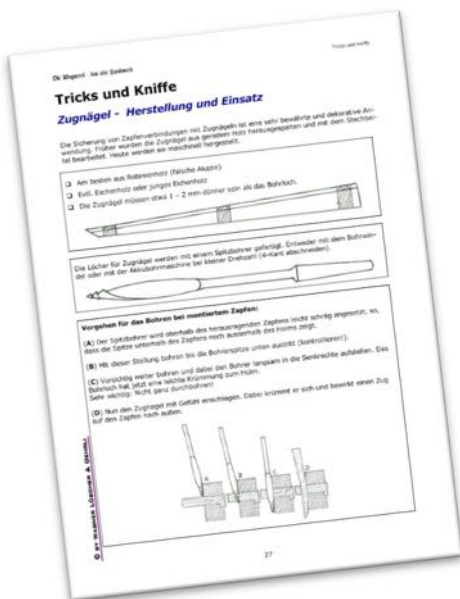 Tricks und Kniffe
Tricks und Kniffe
Zugnägel - Herstellung und Einsatz
Die Sicherung von Zapfenverbindungen mit Zugnägeln ist eine sehr bewährte und dekorative An-
wendung. Früher wurden die Zugnägel aus geradem Holz herausgespalten und mit dem Stechbei-
tel bearbeitet. Heute werden sie maschinell hergestellt.
❑ Am besten aus Robinienholz (falsche Akazie)
❑ Evtl. Eschenholz oder junges Eichenholz
❑ Die Zugnägel müssen etwa 1 – 2 mm dünner sein als das Bohrloch.
Die Löcher für Zugnägel werden mit einem Spitzbohrer gefertigt. Entweder mit dem Bohrwin-
del oder mit der Akkubohrmaschine bei kleiner Drehzahl (4-Kant abschneiden).
Vorgehen für das Bohren bei montiertem Zapfen:
(A) Der Spitzbohrer wird oberhalb des herausragenden Zapfens leicht schräg angesetzt, so,
dass die Spitze unterhalb des Zapfens noch ausserhalb des Holms zeigt.
(B) Mit dieser Stellung bohren bis die Bohrerspitze unten austritt (kontrollieren!).
(C) Vorsichtig weiter bohren und dabei den Bohrer langsam in die Senkrechte aufstellen. Das
Bohrloch hat jetzt eine leichte Krümmung zum Holm.
Sehr wichtig: Nicht ganz durchbohren!
(D) Nun den Zugnagel mit Gefühl einschlagen. Dabei krümmt er sich und bewirkt einen Zug
auf den Zapfen nach außen.
A
B
C
D
© BY WERNER LÖSCHER &
27